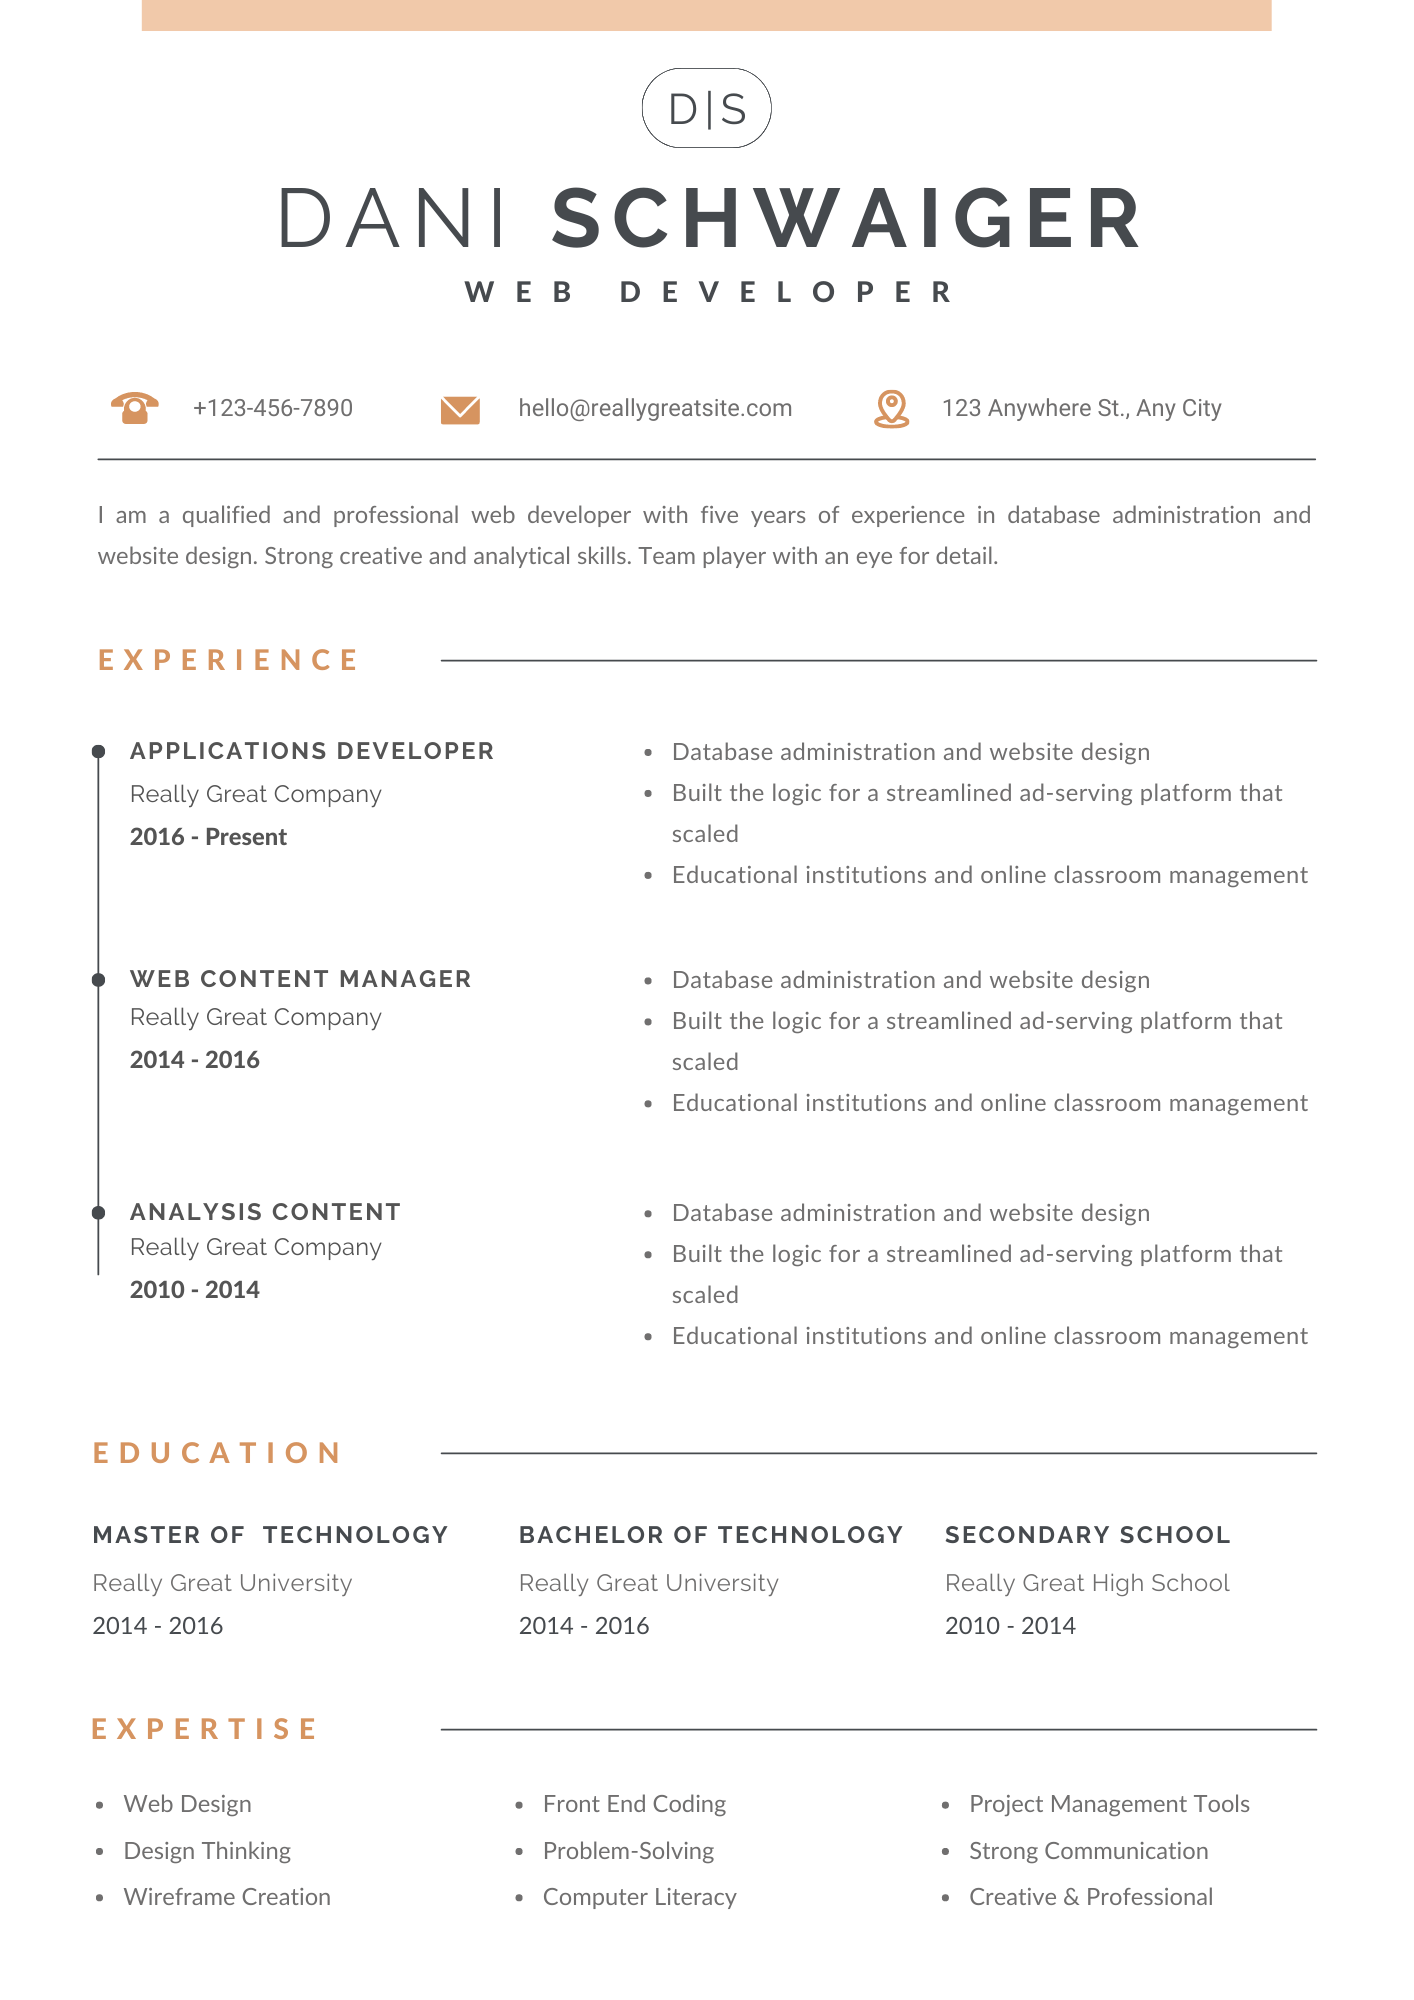 D|S
DANI SCHWAIGER
WEB DEVELOPER
+123-456-7890
hello@reallygreatsite.com
123 Anywhere St., Any City
I am a qualified and professional web developer with five years of experience in database administration and
website design. Strong creative and analytical skills. Team player with an eye for detail.
EXPERIENCE
APPLICATIONS DEVELOPER
Really Great Company
2016 - Present
• Database administration and website design
• Built the logic for a streamlined ad-serving platform that
scaled
• Educational institutions and online classroom management
WEB CONTENT MANAGER
Really Great Company
2014 - 2016
• Database administration and website design
• Built the logic for a streamlined ad-serving platform that
scaled
• Educational institutions and online classroom management
ANALYSIS CONTENT
Really Great Company
2010 - 2014
• Database administration and website design
• Built the logic for a streamlined ad-serving platform that
scaled
• Educational institutions and online classroom management
EDUCATION
MASTER OF TECHNOLOGY
Really Great University
2014 - 2016
BACHELOR OF TECHNOLOGY
Really Great University
2014 - 2016
SECONDARY SCHOOL
Really Great High School
2010 - 2014
EXPERTISE
• Web Design
• Design Thinking
• Wireframe Creation
• Front End Coding
• Problem-Solving
• Computer Literacy
• Project Management Tools
• Strong Communication
• Creative & Professional